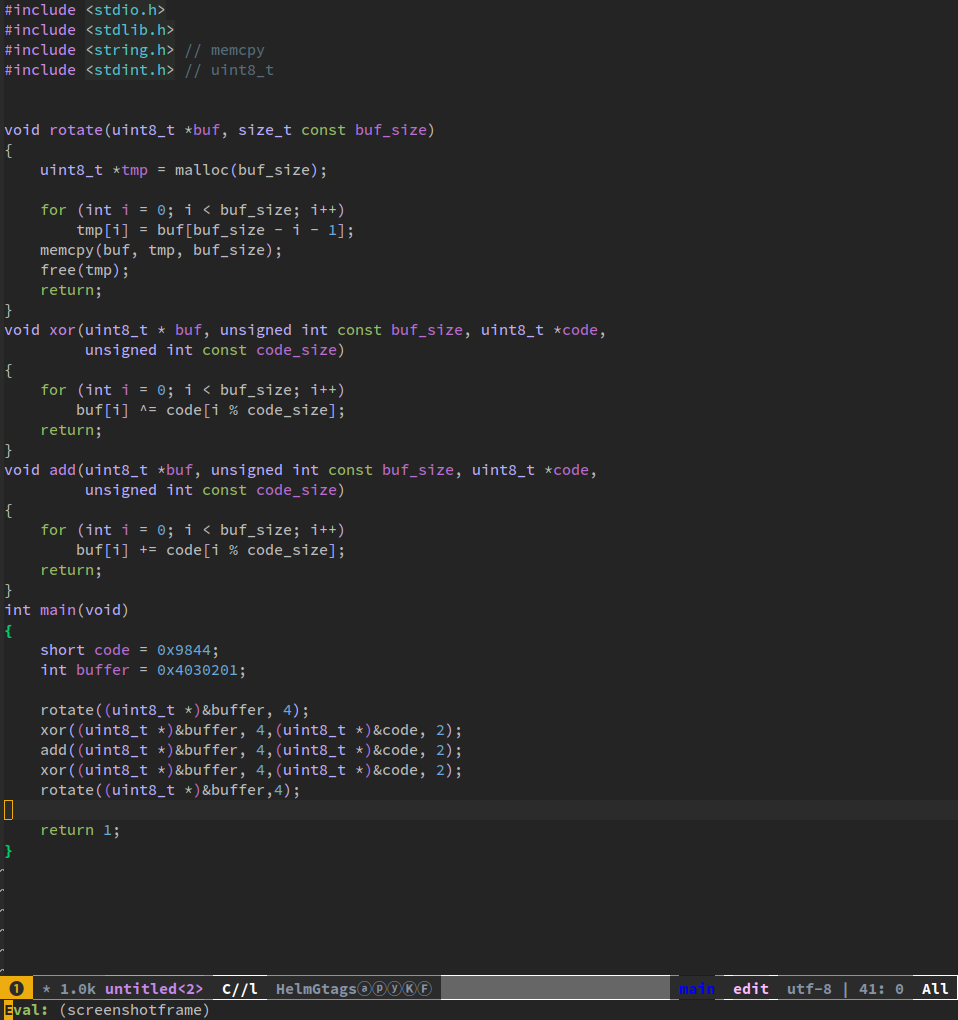 #include <stdio.h>
#include <stdlib.h>
#include <string.h> // memcpy
#include <stdint.h> // uint8_t
void rotate(uint8_t *buf, size_t const buf_size)
{
    uint8_t *tmp = malloc(buf_size);
    for (int i = 0; i < buf_size; i++)
        tmp[i] = buf[buf_size - i - 1];
    memcpy(buf, tmp, buf_size);
    free(tmp);
    return;
}
void xor(uint8_t * buf, unsigned int const buf_size, uint8_t *code,
         unsigned int const code_size)
{
    for (int i = 0; i < buf_size; i++)
        buf[i] ^= code[i % code_size];
    return;
}
void add(uint8_t *buf, unsigned int const buf_size, uint8_t *code,
         unsigned int const code_size)
{
    for (int i = 0; i < buf_size; i++)
        buf[i] += code[i % code_size];
    return;
}
int main(void)
{
    short code = 0x9844;
    int buffer = 0x4030201;
    rotate((uint8_t *)&buffer, 4);
    xor((uint8_t *)&buffer, 4,(uint8_t *)&code, 2);
    add((uint8_t *)&buffer, 4,(uint8_t *)&code, 2);
    xor((uint8_t *)&buffer, 4,(uint8_t *)&code, 2);
    rotate((uint8_t *)&buffer,4);
    return 1;
}
~
~
~
~
~
~
❶ * 1.0k untitled<2> C//l HelmGtagsⓐⓟⓨⓀⒻ main edit utf-8 | 41: 0 All
Eval: (screenshotframe)